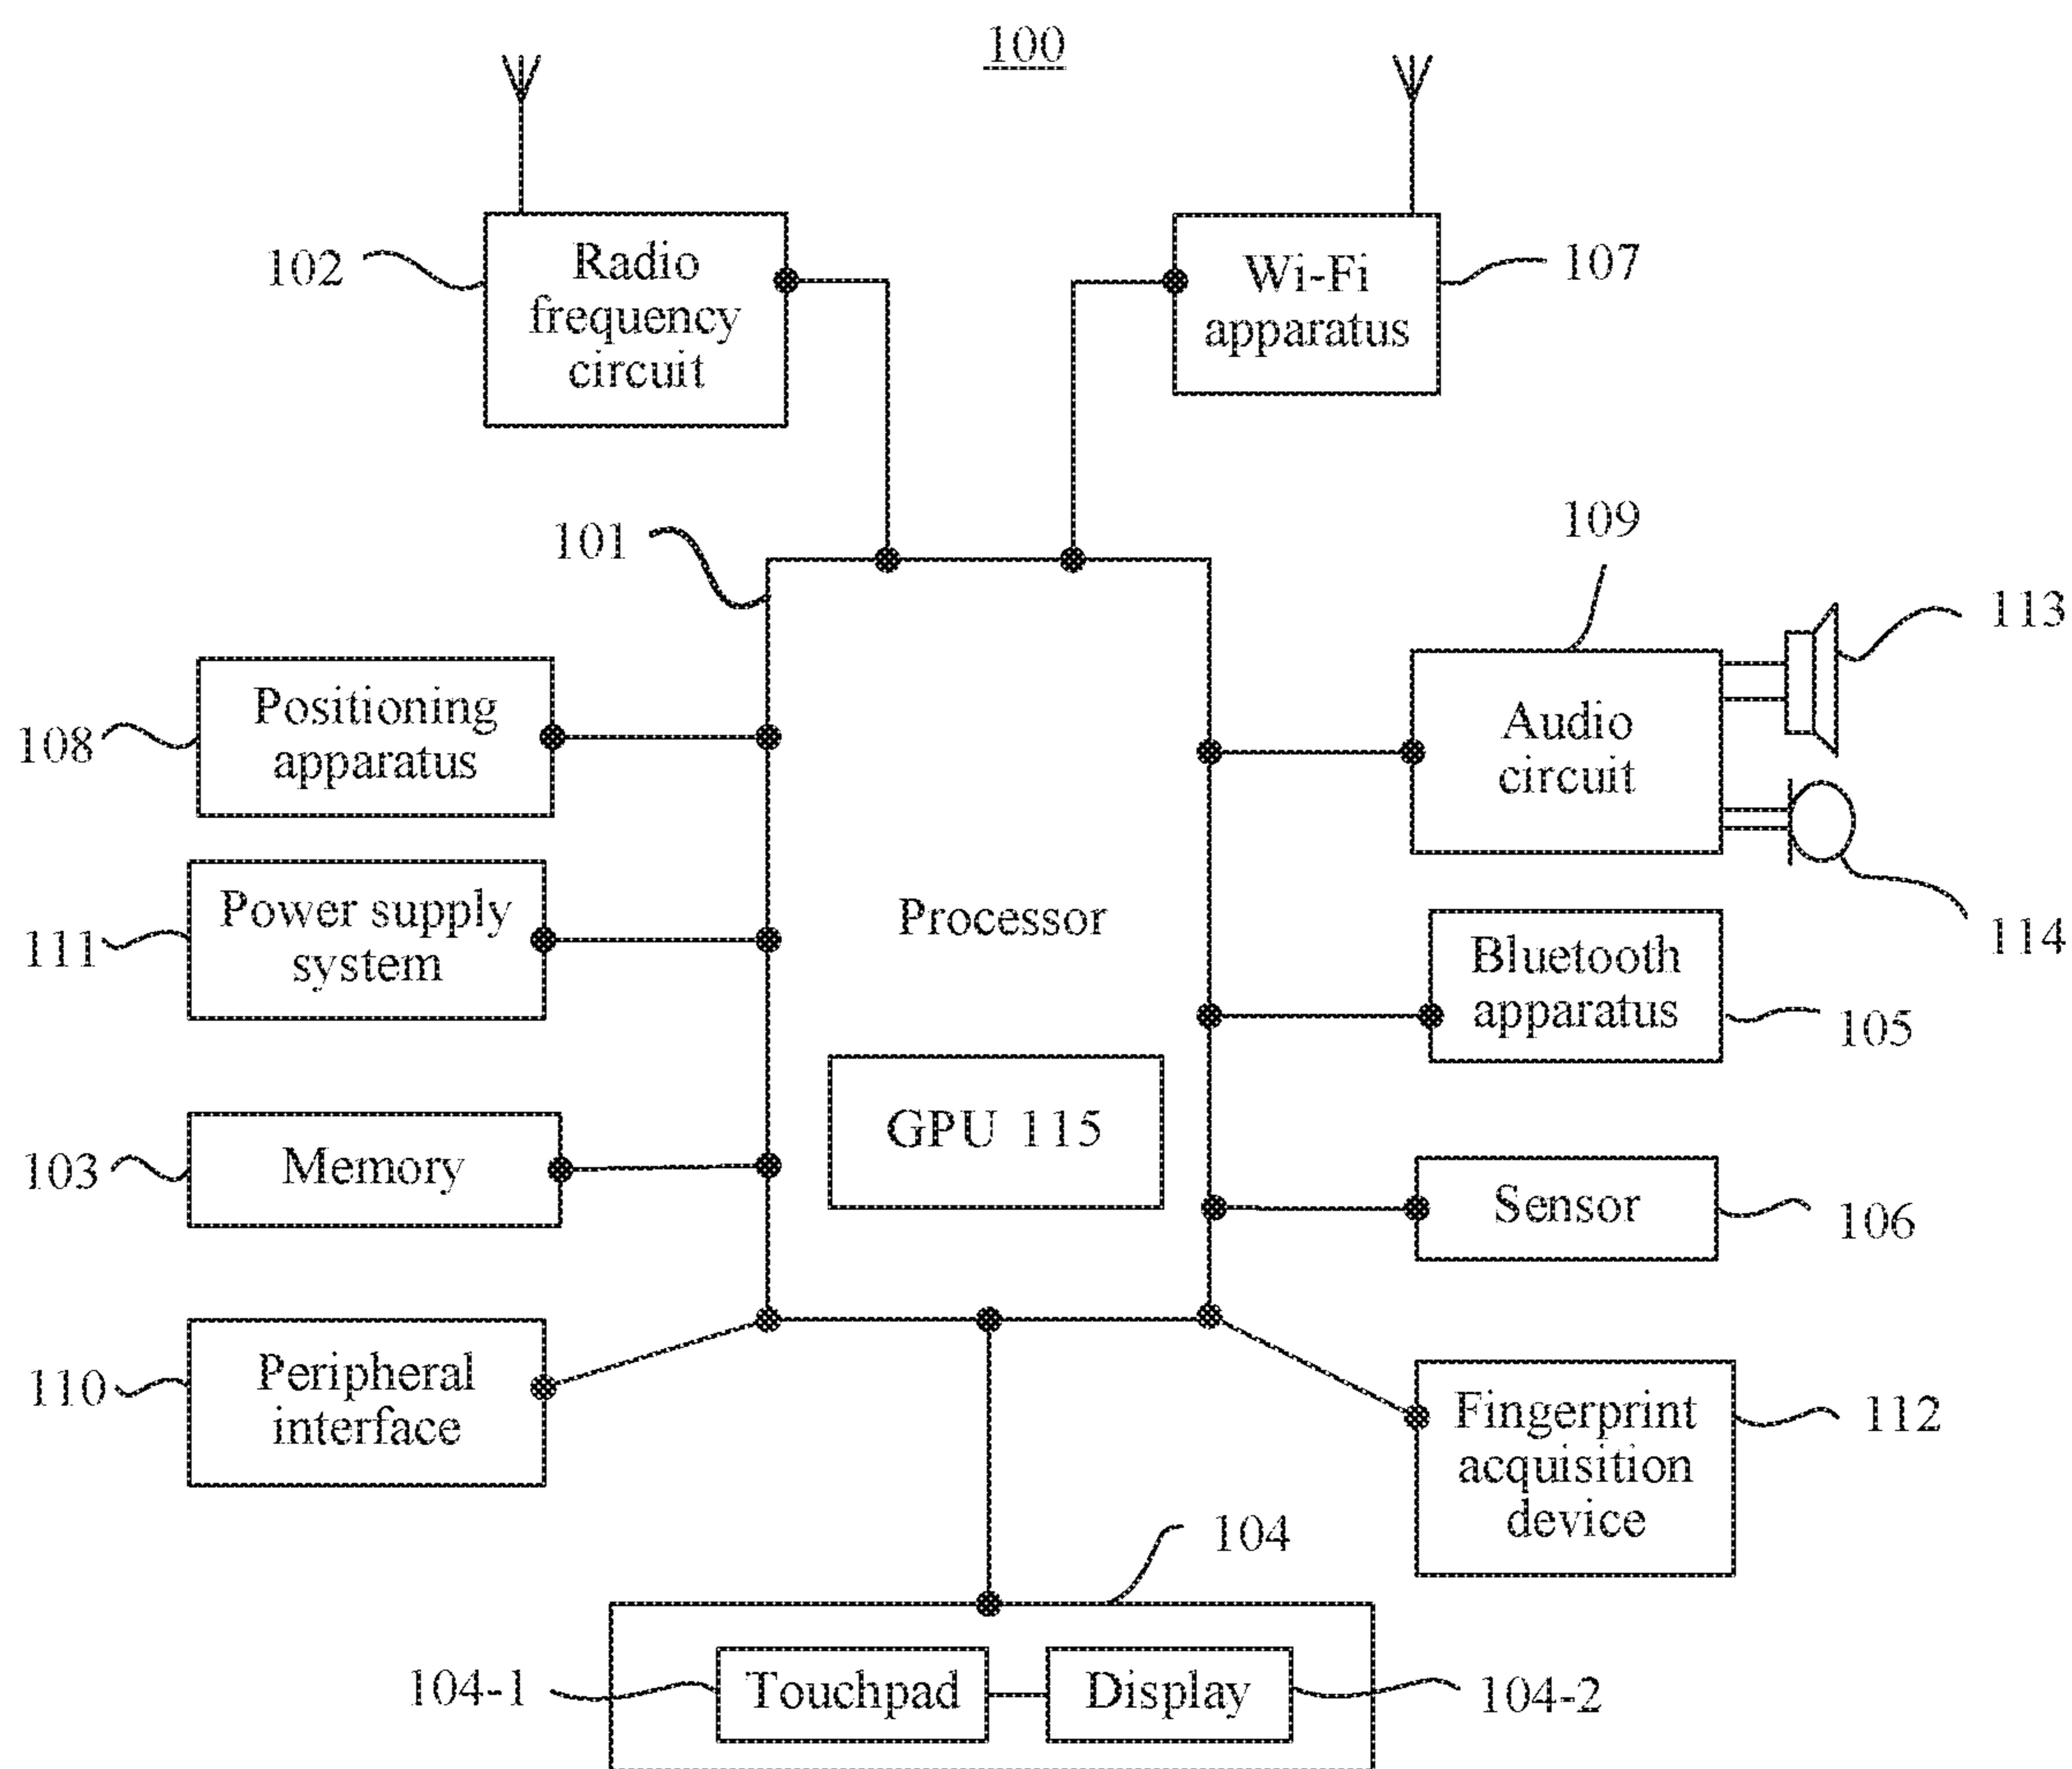 100
102
Radio
frequency
circuit
Wi-Fi
apparatus
107
101
109
113
108
Positioning
apparatus
Audio
circuit
111
Power supply
system
Processor
114
Bluetooth
apparatus
105
103
Memory
GPU 115
Sensor
106
110
Peripheral
interface
Fingerprint
acquisition
device
112
104
104-1
Touchpad
Display
104-2